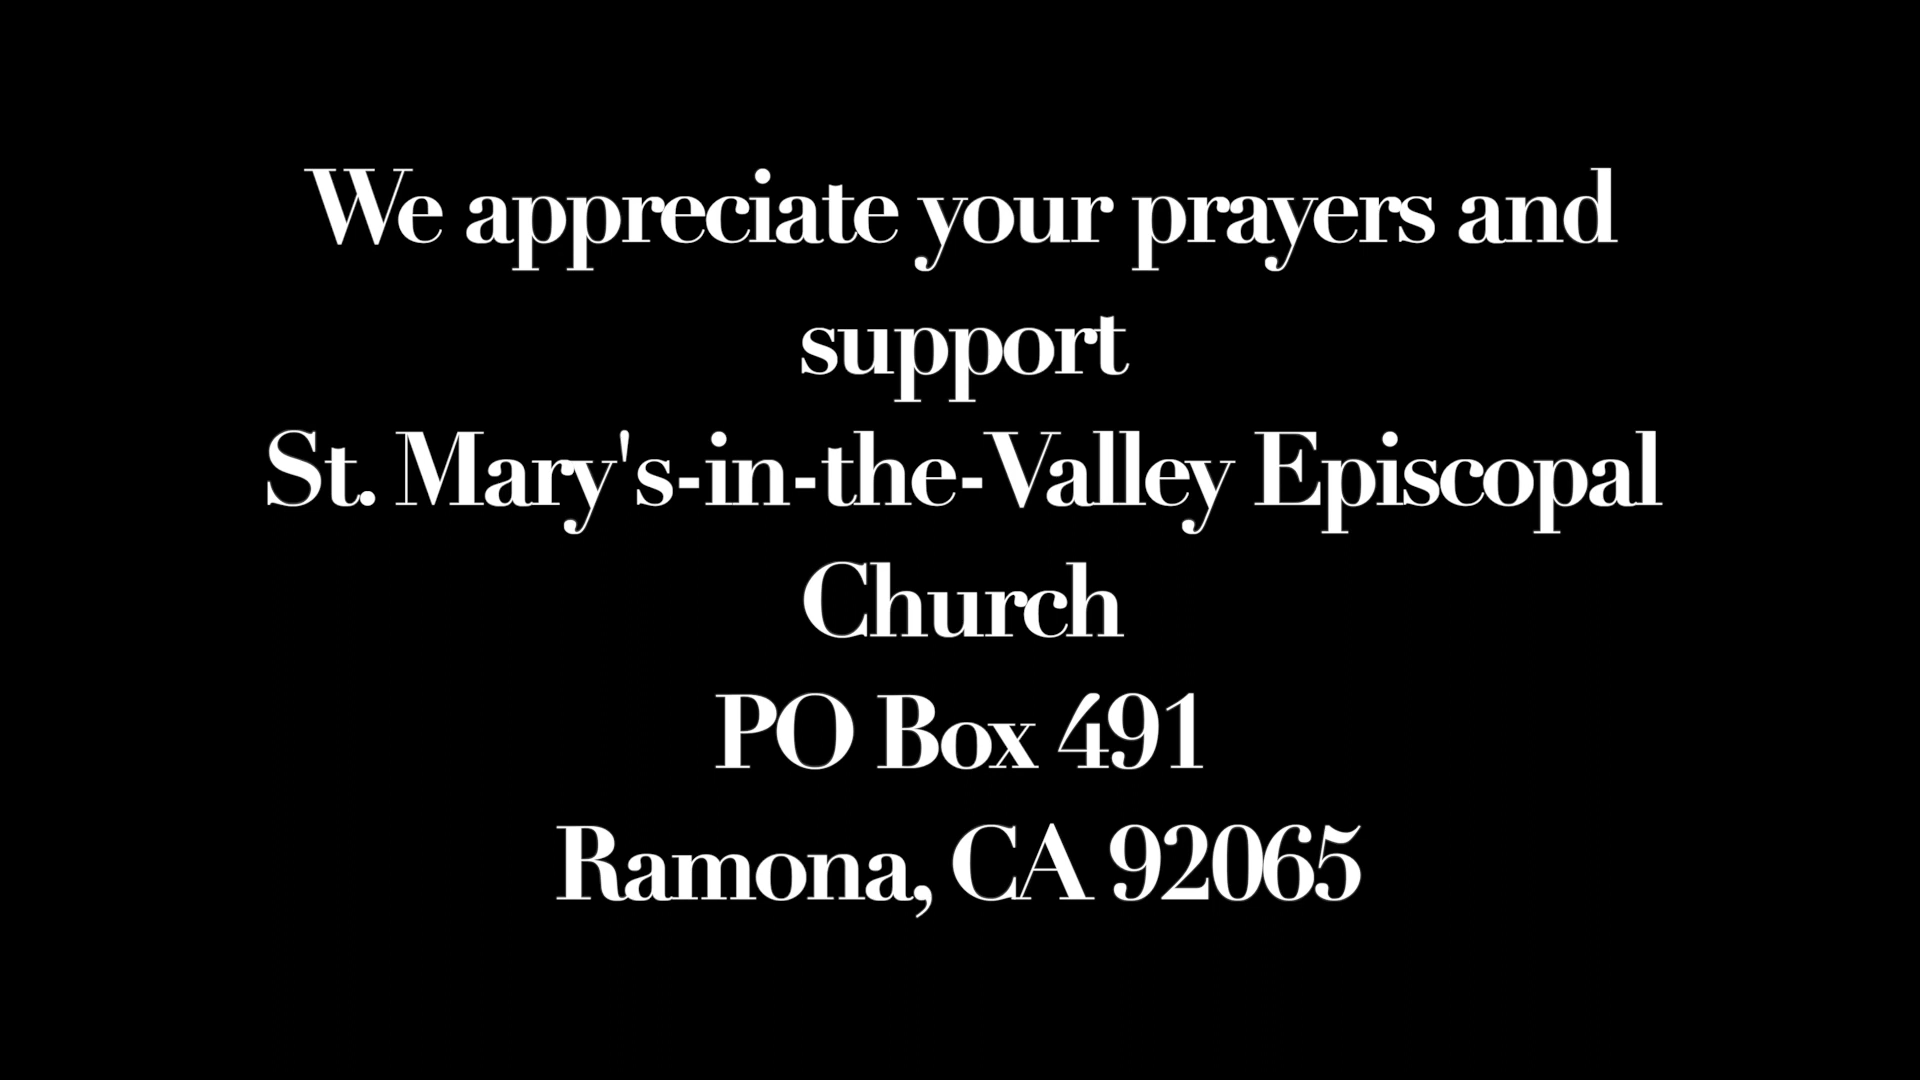 We appreciate your prayers and
support
St. Mary's-in-the-Valley Episcopal
Church
PO Box 491
Ramona, CA 92065